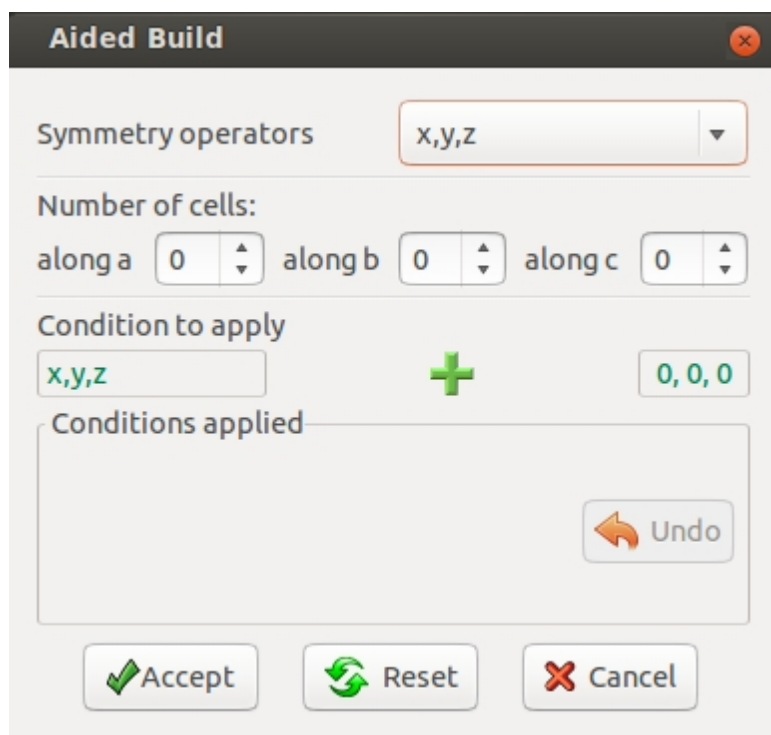 Aided Build
Symmetry operators x,y,z
Number of cells:
along a 0 along b 0 along c 0
Condition to apply
x,y,z 0, 0, 0
Conditions applied
Undo
Accept Reset Cancel